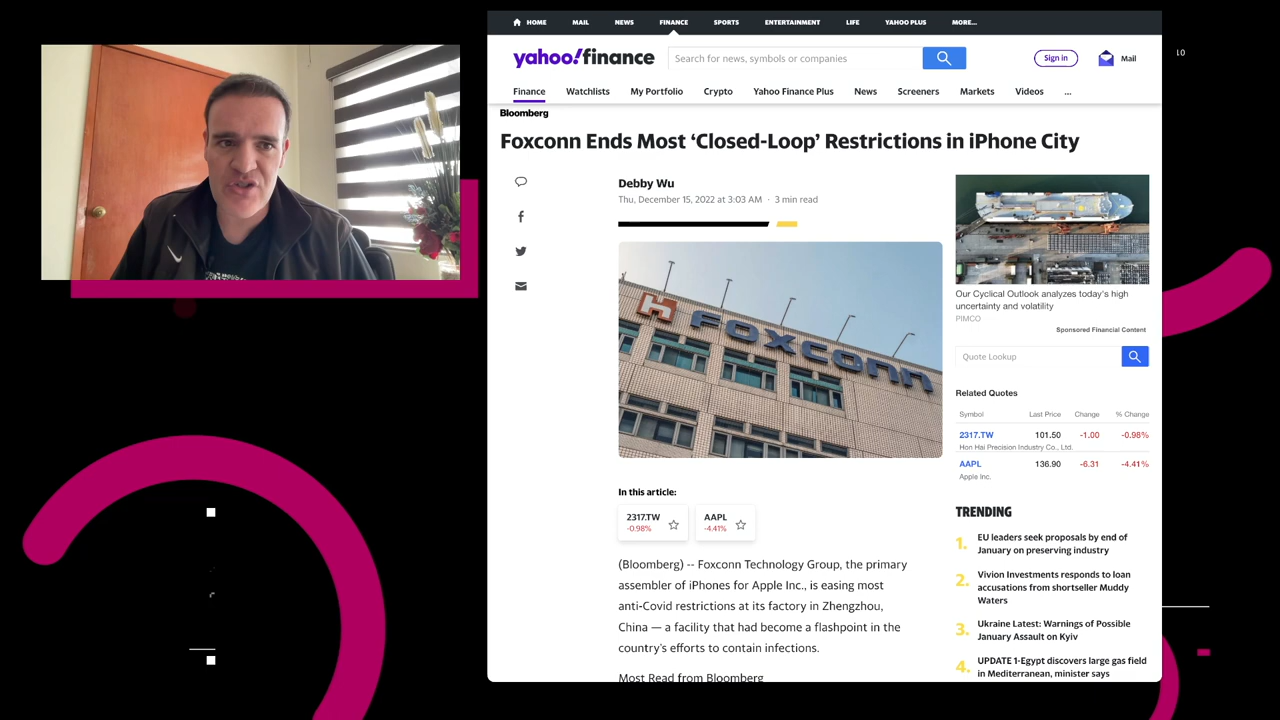 HOME MAIL NEWS FINANCE SPORTS ENTERTAINMENT LIFE YAHOO PLUS MORE...
yahoo!finance
Search for news, symbols or companies
Sign in
Mail
Finance Watchlists My Portfolio Crypto Yahoo Finance Plus News Screeners Markets Videos ...
Bloomberg
Foxconn Ends Most ‘Closed-Loop’ Restrictions in iPhone City
Debby Wu
Thu, December 15, 2022 at 3:03 AM · 3 min read
FOXCONN
In this article:
2317.TW
-0.98%
AAPL
-4.41%
(Bloomberg) -- Foxconn Technology Group, the primary
assembler of iPhones for Apple Inc., is easing most
anti-Covid restrictions at its factory in Zhengzhou,
China — a facility that had become a flashpoint in the
country’s efforts to contain infections.
Most Read from Bloomberg
Our Cyclical Outlook analyzes today's high
uncertainty and volatility
PIMCO
Sponsored Financial Content
Quote Lookup
Related Quotes
Symbol Last Price Change % Change
2317.TW 101.50 -1.00 -0.98%
Hon Hai Precision Industry Co., Ltd.
AAPL 136.90 -6.31 -4.41%
Apple Inc.
TRENDING
1. EU leaders seek proposals by end of
January on preserving industry
2. Vivion Investments responds to loan
accusations from shortseller Muddy
Waters
3. Ukraine Latest: Warnings of Possible
January Assault on Kyiv
4. UPDATE 1-Egypt discovers large gas field
in Mediterranean, minister says